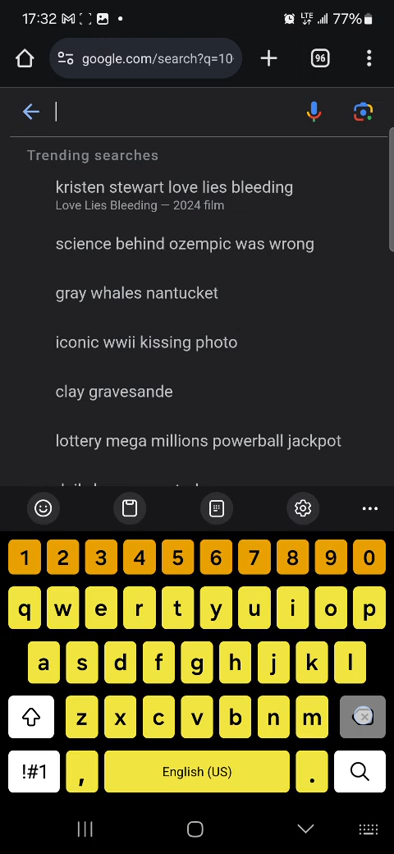 17:32 LTE 77%
google.com/search?q=10 96
Trending searches
kristen stewart love lies bleeding
Love Lies Bleeding — 2024 film
science behind ozempic was wrong
gray whales nantucket
iconic wwii kissing photo
clay gravesande
lottery mega millions powerball jackpot
1 2 3 4 5 6 7 8 9 0
q w e r t y u i o p
a s d f g h j k l
z x c v b n m
!#1 , English (US) .